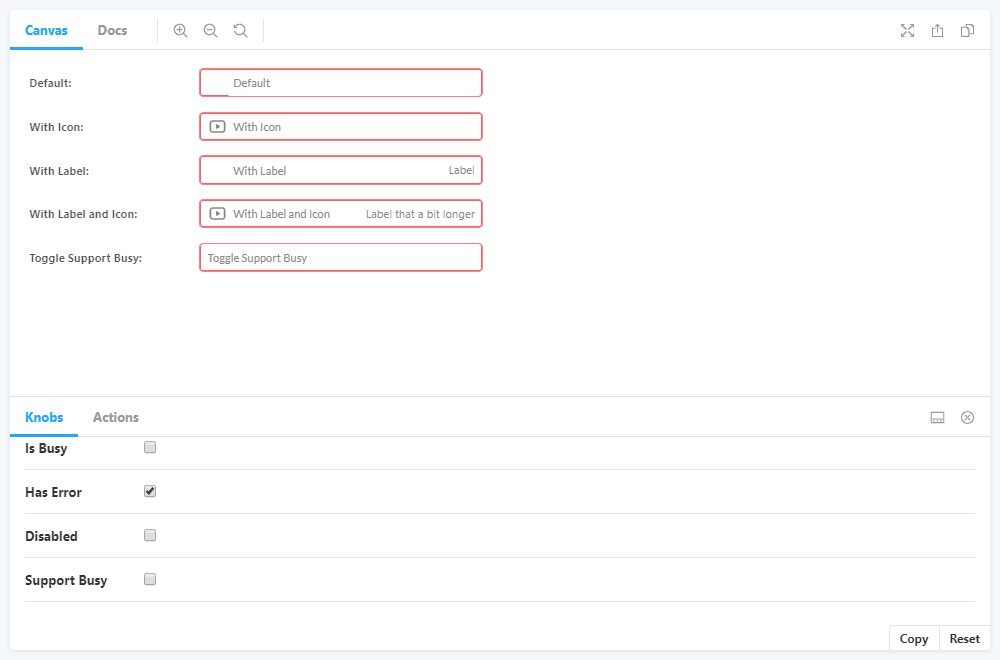 Canvas Docs
Default: Default
With Icon: With Icon
With Label: With Label Label
With Label and Icon: With Label and Icon Label that a bit longer
Toggle Support Busy: Toggle Support Busy
Knobs Actions
Is Busy
Has Error
Disabled
Support Busy
Copy Reset